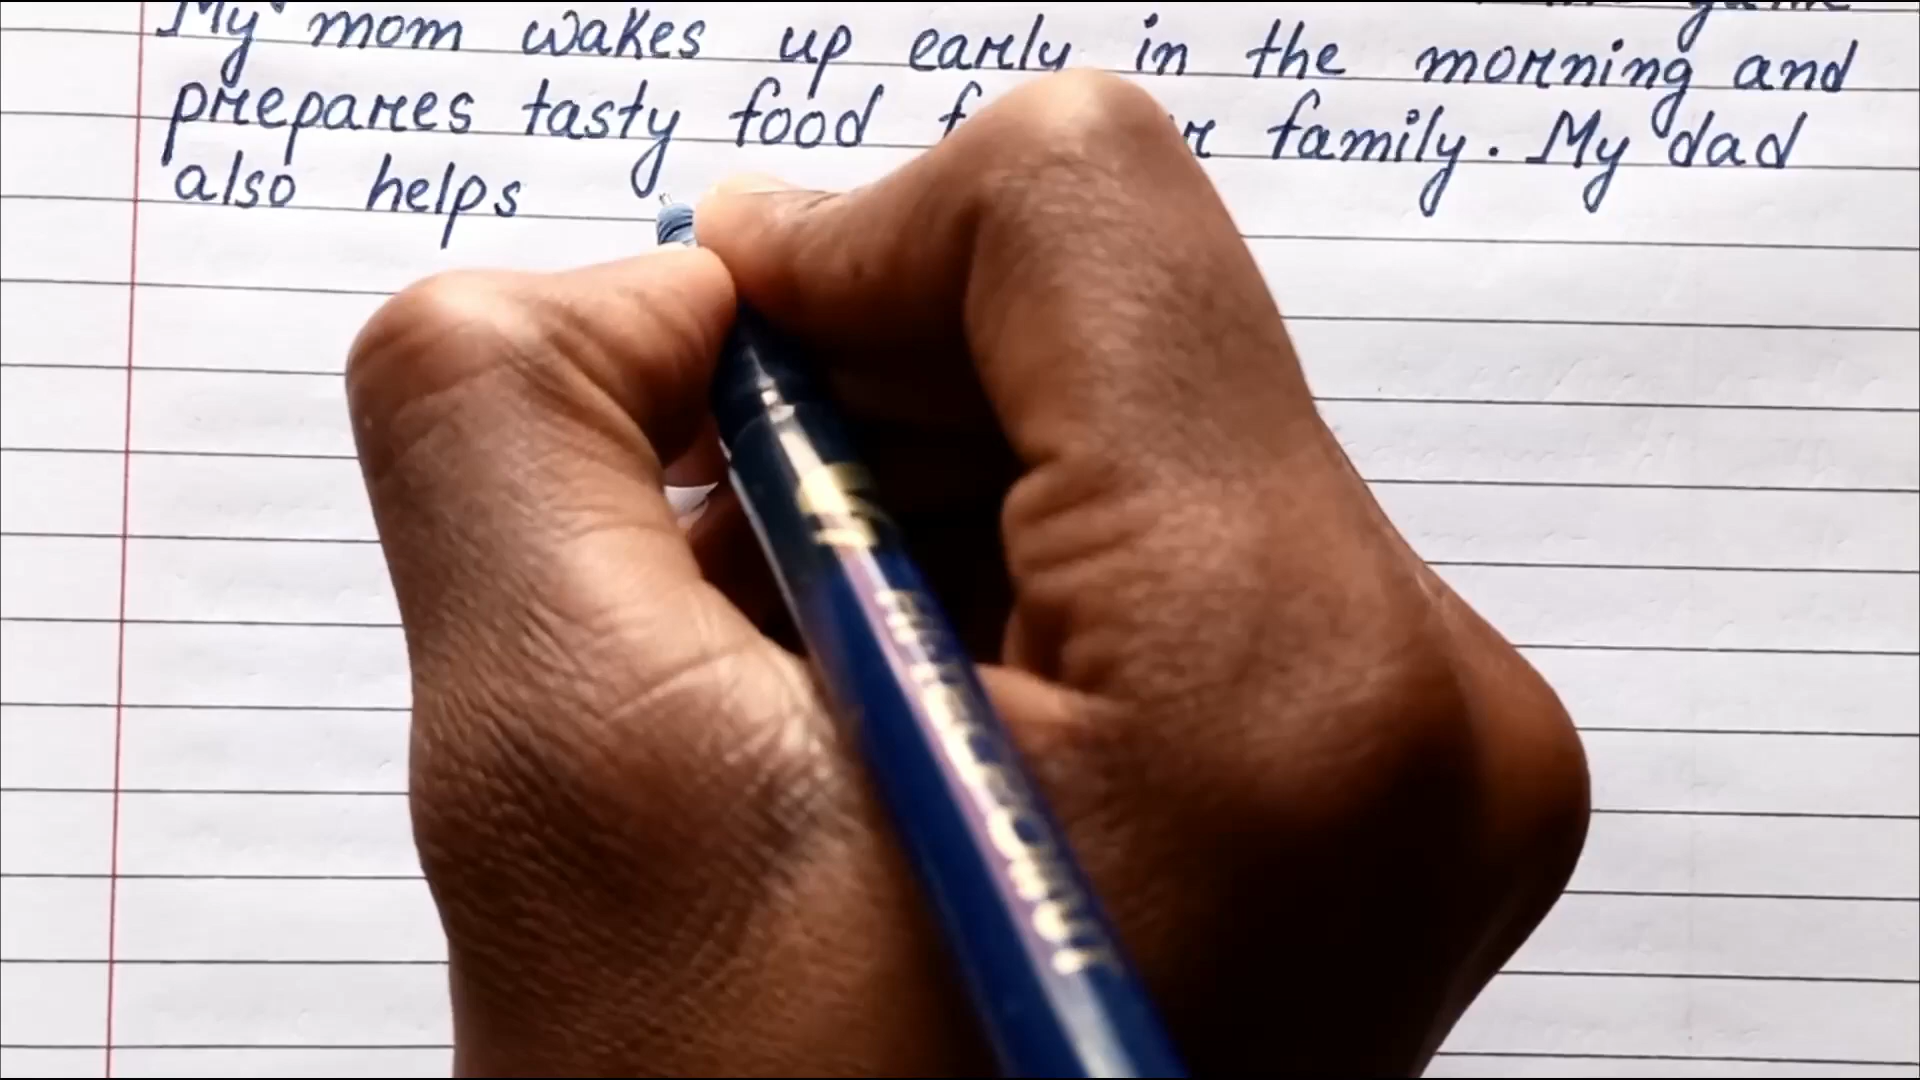 My mom wakes up early in the morning and
prepares tasty food family. My dad
also helps